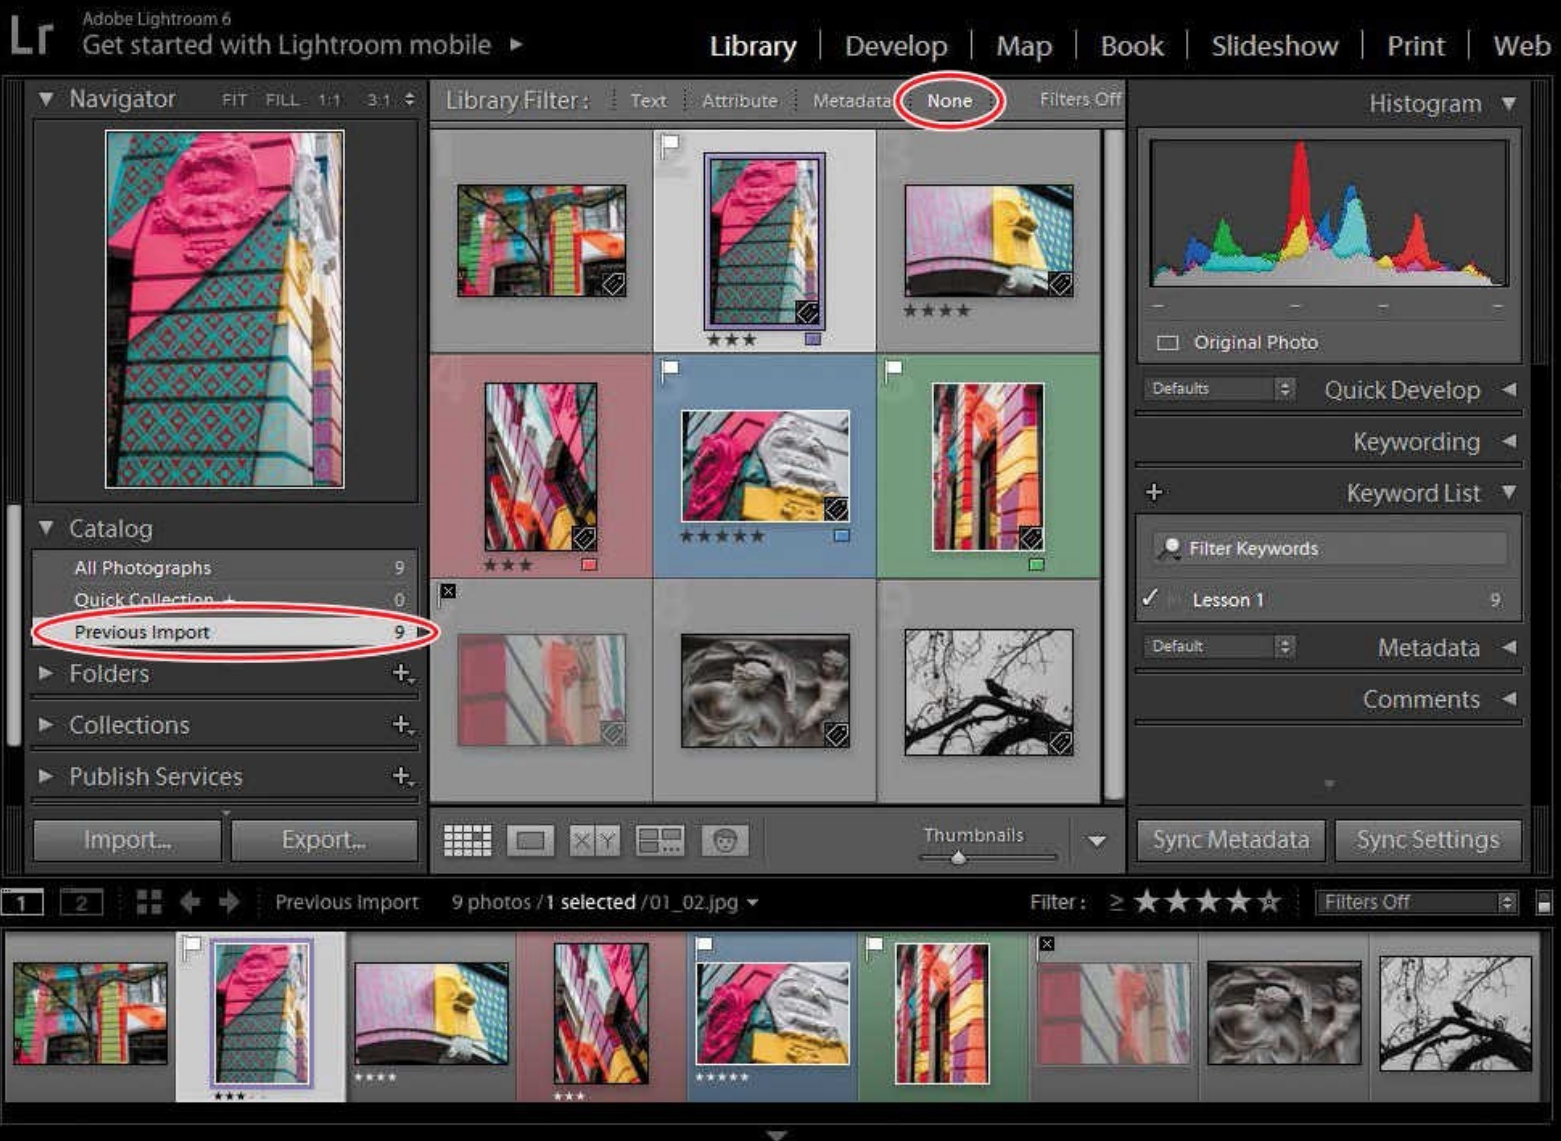 Lr
Adobe Lightroom 6
Get started with Lightroom mobile
Library | Develop | Map | Book | Slideshow | Print | Web
Navigator FIT FILL 1:1 3:1
Library Filter: Text Attribute Metadata None Filters Off
Histogram
Original Photo
Defaults Quick Develop
Keywording
Keyword List
Filter Keywords
Lesson 1 9
Default Metadata
Comments
Catalog
All Photographs 9
Quick Collection + 0
Previous Import 9
Folders
Collections
Publish Services
Import... Export...
X Y
Thumbnails
Sync Metadata Sync Settings
1 2 Previous Import 9 photos / 1 selected / 01_02.jpg Filter: ≥ ★★★★★ Filters Off